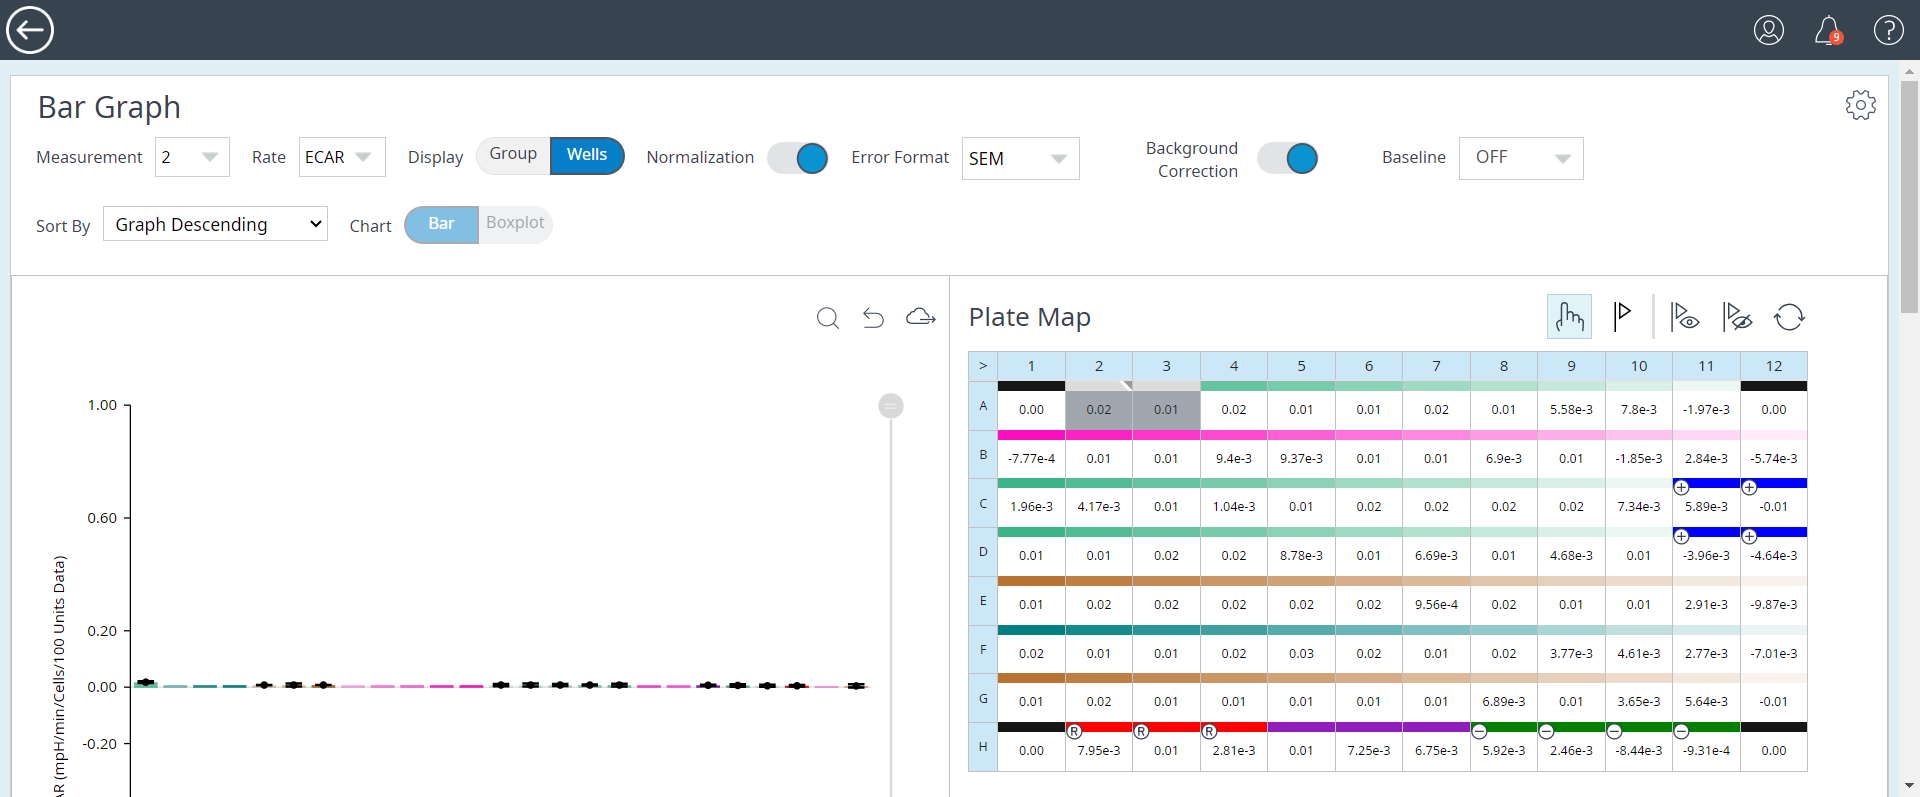 9
?
Bar Graph
Measurement 2 Rate ECAR Display Group Wells Normalization Error Format SEM Background Correction Baseline OFF
Sort By Graph Descending Chart Bar Boxplot
Plate Map
> 1 2 3 4 5 6 7 8 9 10 11 12
A 0.00 0.02 0.01 0.02 0.01 0.01 0.02 0.01 5.58e-3 7.8e-3 -1.97e-3 0.00
B -7.77e-4 0.01 0.01 9.4e-3 9.37e-3 0.01 0.01 6.9e-3 0.01 -1.85e-3 2.84e-3 -5.74e-3
C 1.96e-3 4.17e-3 0.01 1.04e-3 0.01 0.02 0.02 0.02 0.02 7.34e-3 5.89e-3 -0.01
D 0.01 0.01 0.02 0.02 8.78e-3 0.01 6.69e-3 0.01 4.68e-3 0.01 -3.96e-3 -4.64e-3
E 0.01 0.02 0.02 0.02 0.02 0.02 9.56e-4 0.02 0.01 0.01 2.91e-3 -9.87e-3
F 0.02 0.01 0.01 0.02 0.03 0.02 0.01 0.02 3.77e-3 4.61e-3 2.77e-3 -7.01e-3
G 0.01 0.02 0.01 0.01 0.01 0.01 0.01 6.89e-3 0.01 3.65e-3 5.64e-3 -0.01
R R R
H 0.00 7.95e-3 0.01 2.81e-3 0.01 7.25e-3 6.75e-3 5.92e-3 2.46e-3 -8.44e-3 -9.31e-4 0.00
1.00
0.60
0.20
0.00
-0.20
(mpH/min/Cells/100 Units Data)